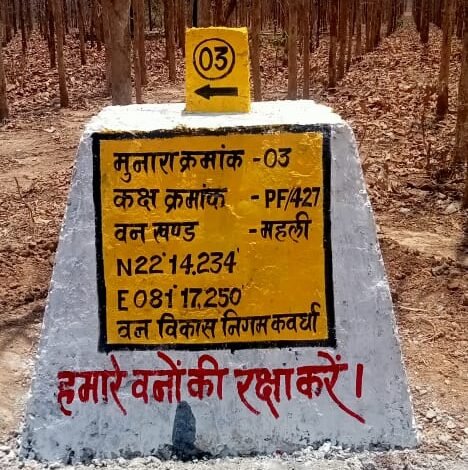 03
मुनारा क्रमांक - 03
कक्ष क्रमांक - PF/427
वन खण्ड - महली
N22°14.234'
E081°17.250
वन विकास निगम कवर्धा
हमारे वनों की रक्षा करें।